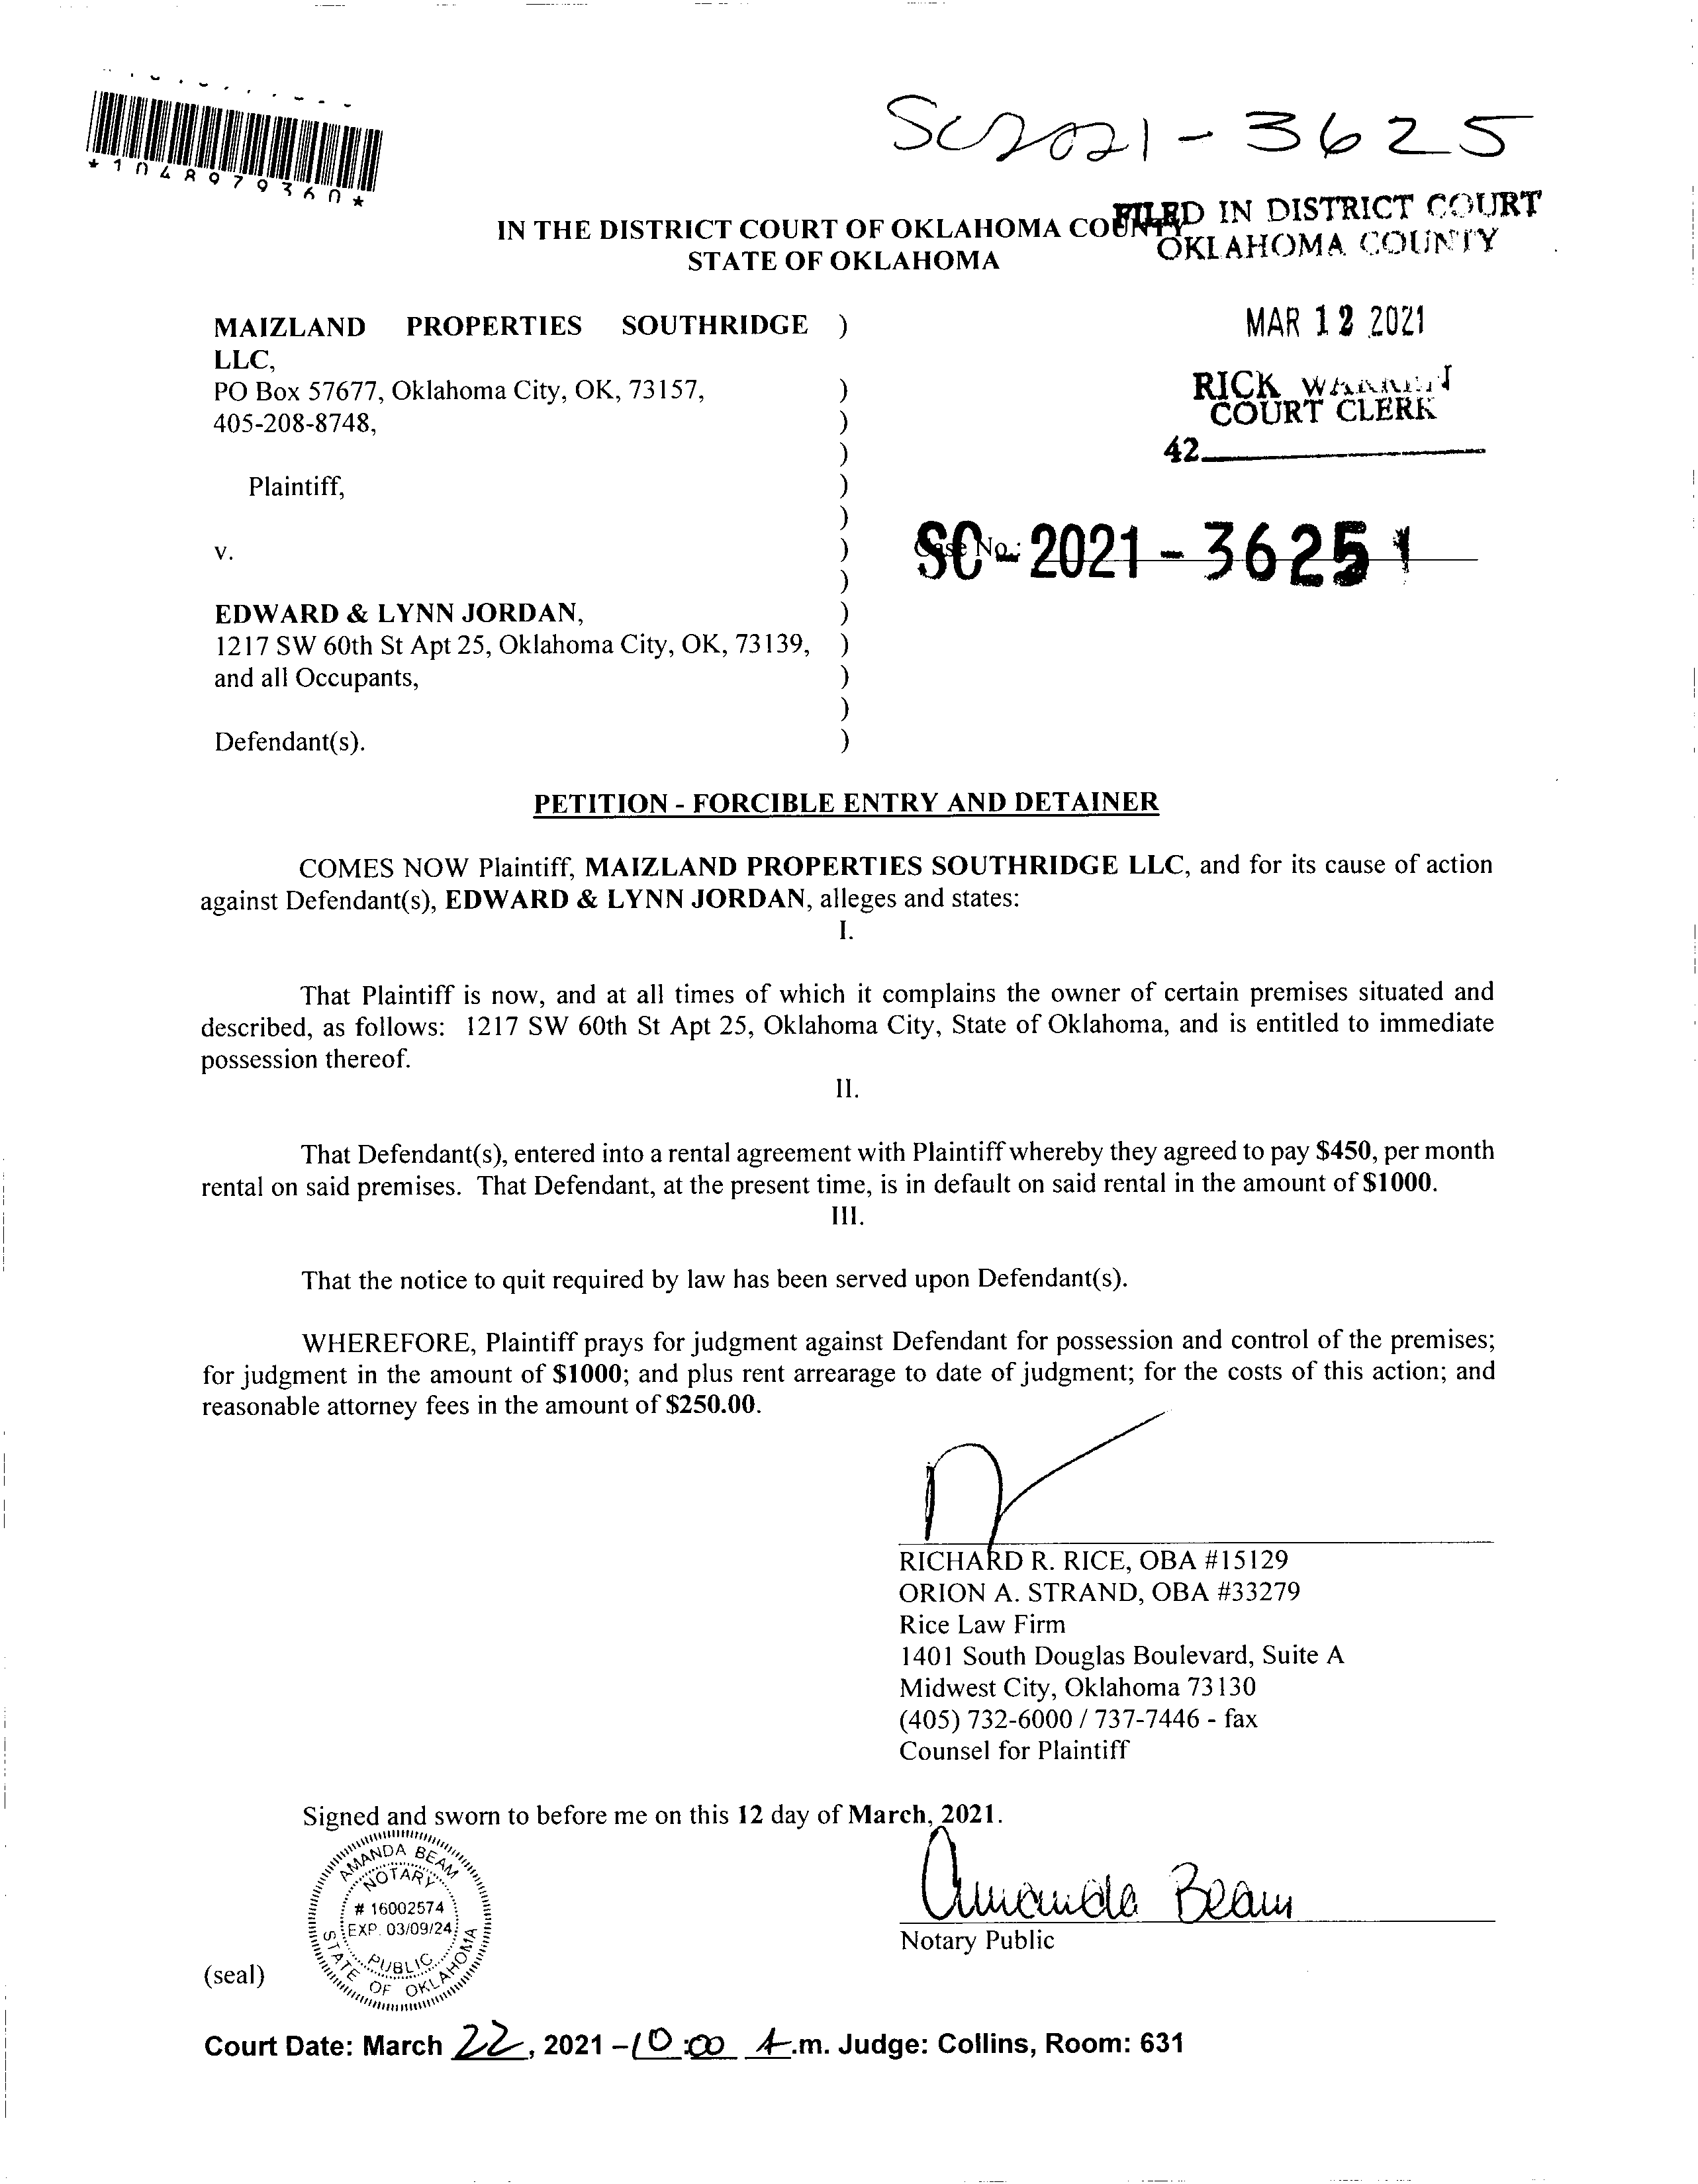 *1048979360*
SC2021-3625
IN THE DISTRICT COURT OF OKLAHOMA COUNTY
STATE OF OKLAHOMA
FILED IN DISTRICT COURT
OKLAHOMA COUNTY
MAR 12 2021
RICK WARREN
COURT CLERK
42
MAIZLAND PROPERTIES SOUTHRIDGE )
LLC,
PO Box 57677, Oklahoma City, OK, 73157, )
405-208-8748, )
)
Plaintiff, )
)
v. )
)
Case No.:
SC-2021-3625
EDWARD & LYNN JORDAN, )
1217 SW 60th St Apt 25, Oklahoma City, OK, 73139, )
and all Occupants, )
)
Defendant(s). )
PETITION - FORCIBLE ENTRY AND DETAINER
COMES NOW Plaintiff, MAIZLAND PROPERTIES SOUTHRIDGE LLC, and for its cause of action
against Defendant(s), EDWARD & LYNN JORDAN, alleges and states:
I.
That Plaintiff is now, and at all times of which it complains the owner of certain premises situated and
described, as follows: 1217 SW 60th St Apt 25, Oklahoma City, State of Oklahoma, and is entitled to immediate
possession thereof.
II.
That Defendant(s), entered into a rental agreement with Plaintiff whereby they agreed to pay $450, per month
rental on said premises. That Defendant, at the present time, is in default on said rental in the amount of $1000.
III.
That the notice to quit required by law has been served upon Defendant(s).
WHEREFORE, Plaintiff prays for judgment against Defendant for possession and control of the premises;
for judgment in the amount of $1000; and plus rent arrearage to date of judgment; for the costs of this action; and
reasonable attorney fees in the amount of $250.00.
RICHARD R. RICE, OBA #15129
ORION A. STRAND, OBA #33279
Rice Law Firm
1401 South Douglas Boulevard, Suite A
Midwest City, Oklahoma 73130
(405) 732-6000 / 737-7446 - fax
Counsel for Plaintiff
Signed and sworn to before me on this 12 day of March, 2021.
AMANDA BEAM
NOTARY
# 16002574
EXP. 03/09/24
PUBLIC
STATE OF OKLAHOMA
Amanda Beam
Notary Public
(seal)
Court Date: March 22, 2021 - 10:00 A.m. Judge: Collins, Room: 631